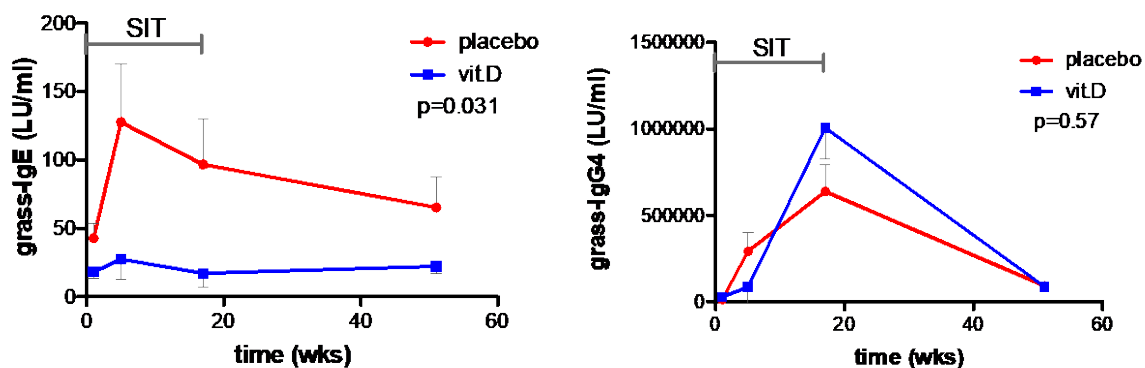 200
150
100
50
0
grass-IgE (LU/ml)
SIT
placebo
vit.D
p=0.031
0
20
40
60
time (wks)
1500000
1000000
500000
0
grass-IgG4 (LU/ml)
SIT
placebo
vit.D
p=0.57
0
20
40
60
time (wks)